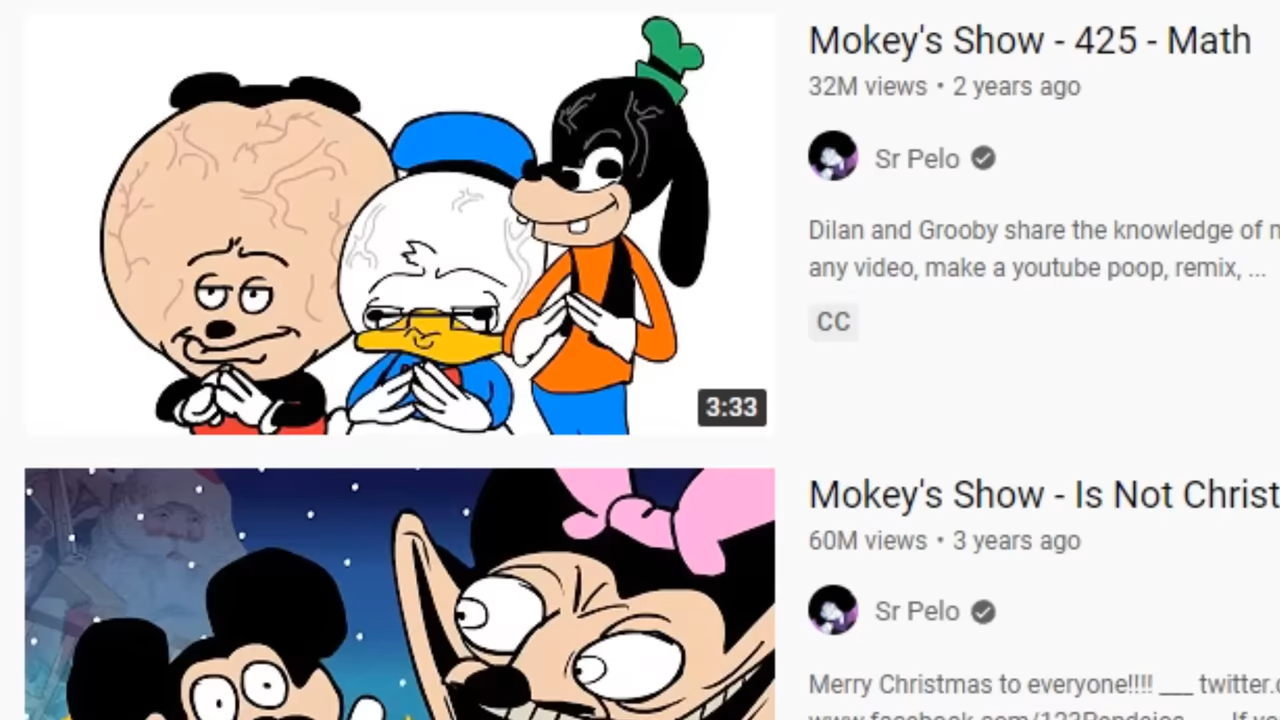 Mokey's Show - 425 - Math
32M views • 2 years ago
Sr Pelo
Dilan and Grooby share the knowledge of
any video, make a youtube poop, remix, ...
CC
3:33
Mokey's Show - Is Not Christ
60M views • 3 years ago
Sr Pelo
Merry Christmas to everyone!!!! ___ twitter.